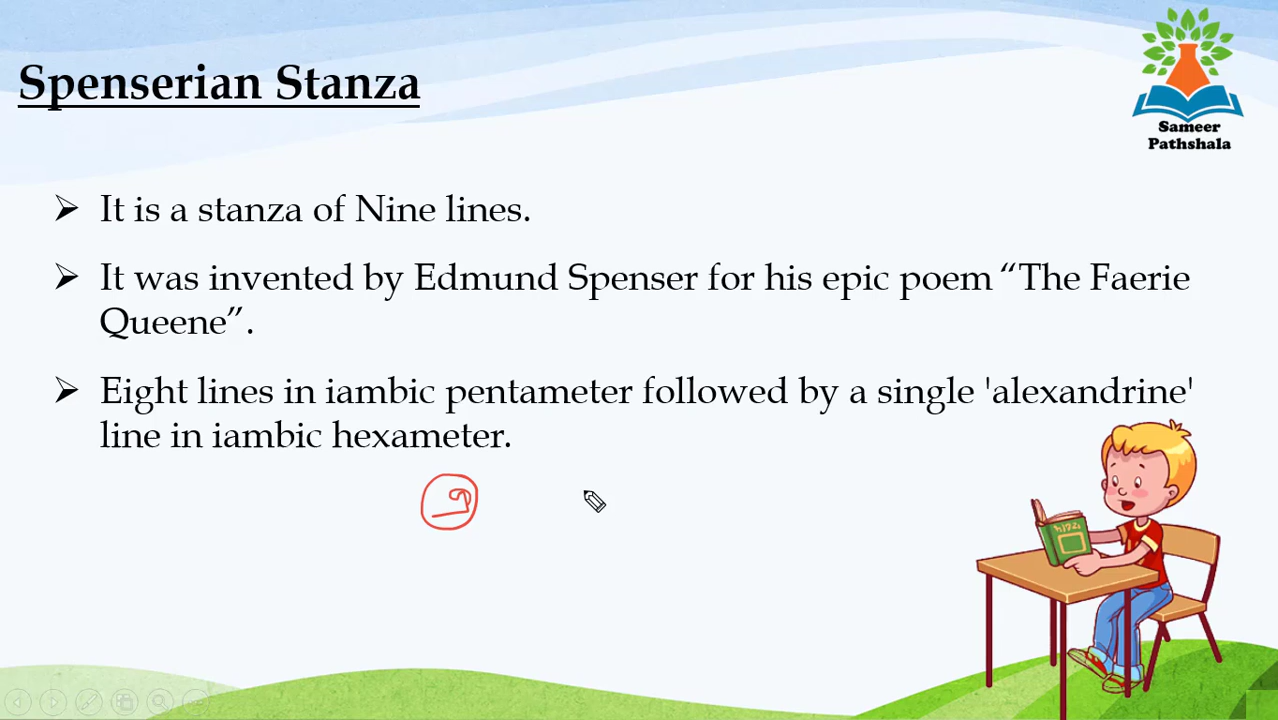 Spenserian Stanza
Sameer
Pathshala
It is a stanza of Nine lines.
It was invented by Edmund Spenser for his epic poem “The Faerie
Queene”.
Eight lines in iambic pentameter followed by a single 'alexandrine'
line in iambic hexameter.
9